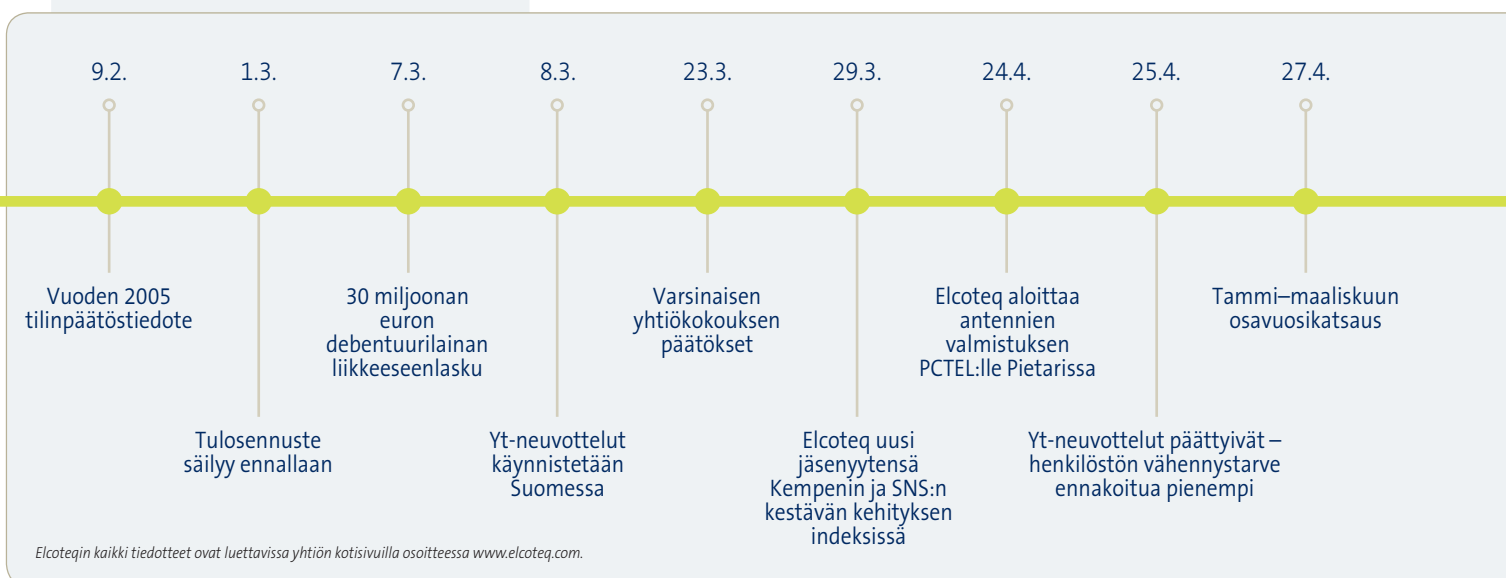 9.2.
1.3.
7.3.
8.3.
23.3.
29.3.
24.4.
25.4.
27.4.
Vuoden 2005
tilinpäätöstiedote
Tulosennuste
säilyy ennallaan
30 miljoonan
euron
debentuurilainan
liikkeeseenlasku
Yt-neuvottelut
käynnistetään
Suomessa
Varsinaisen
yhtiökokouksen
päätökset
Elcoteq uusi
jäsenyytensä
Kempenin ja SNS:n
kestävän kehityksen
indeksissä
Elcoteq aloittaa
antennien
valmistuksen
PCTEL:lle Pietarissa
Yt-neuvottelut päättyivät –
henkilöstön vähennystarve
ennakoitua pienempi
Tammi–maaliskuun
osavuosikatsaus
Elcoteqin kaikki tiedotteet ovat luettavissa yhtiön kotisivuilla osoitteessa www.elcoteq.com.